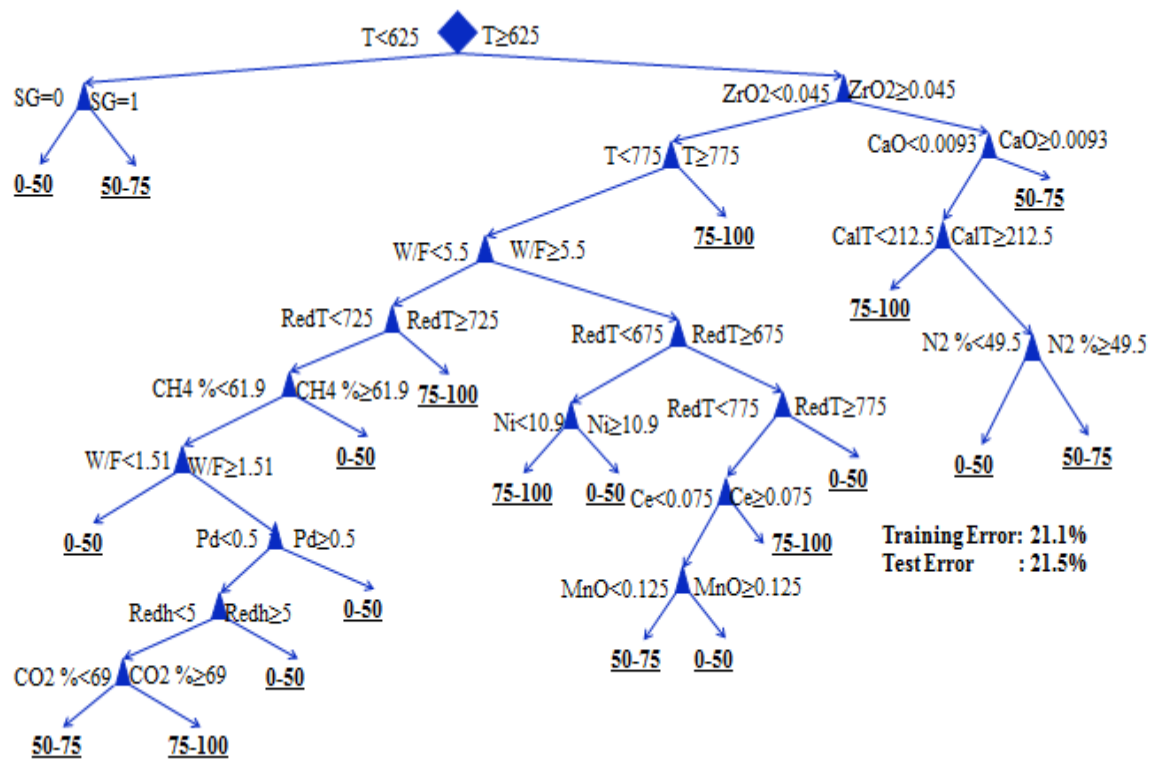 T<625 T≥625
SG=0 SG=1
ZrO2<0.045 ZrO2≥0.045
CaO<0.0093 CaO≥0.0093
T<775 T≥775
0-50 50-75
50-75
75-100
CalT<212.5 CalT≥212.5
W/F<5.5 W/F≥5.5
75-100
RedT<725 RedT≥725
RedT<675 RedT≥675
N2 %<49.5 N2 %≥49.5
CH4 %<61.9 CH4 %≥61.9
75-100
RedT<775 RedT≥775
Ni<10.9 Ni≥10.9
0-50
W/F<1.51 W/F≥1.51
0-50 50-75
0-50
75-100 0-50
Ce<0.075 Ce≥0.075
0-50
Pd<0.5 Pd≥0.5
75-100
Training Error: 21.1%
Test Error : 21.5%
MnO<0.125 MnO≥0.125
0-50
Redh<5 Redh≥5
50-75 0-50
0-50
CO2 %<69 CO2 %≥69
50-75 75-100